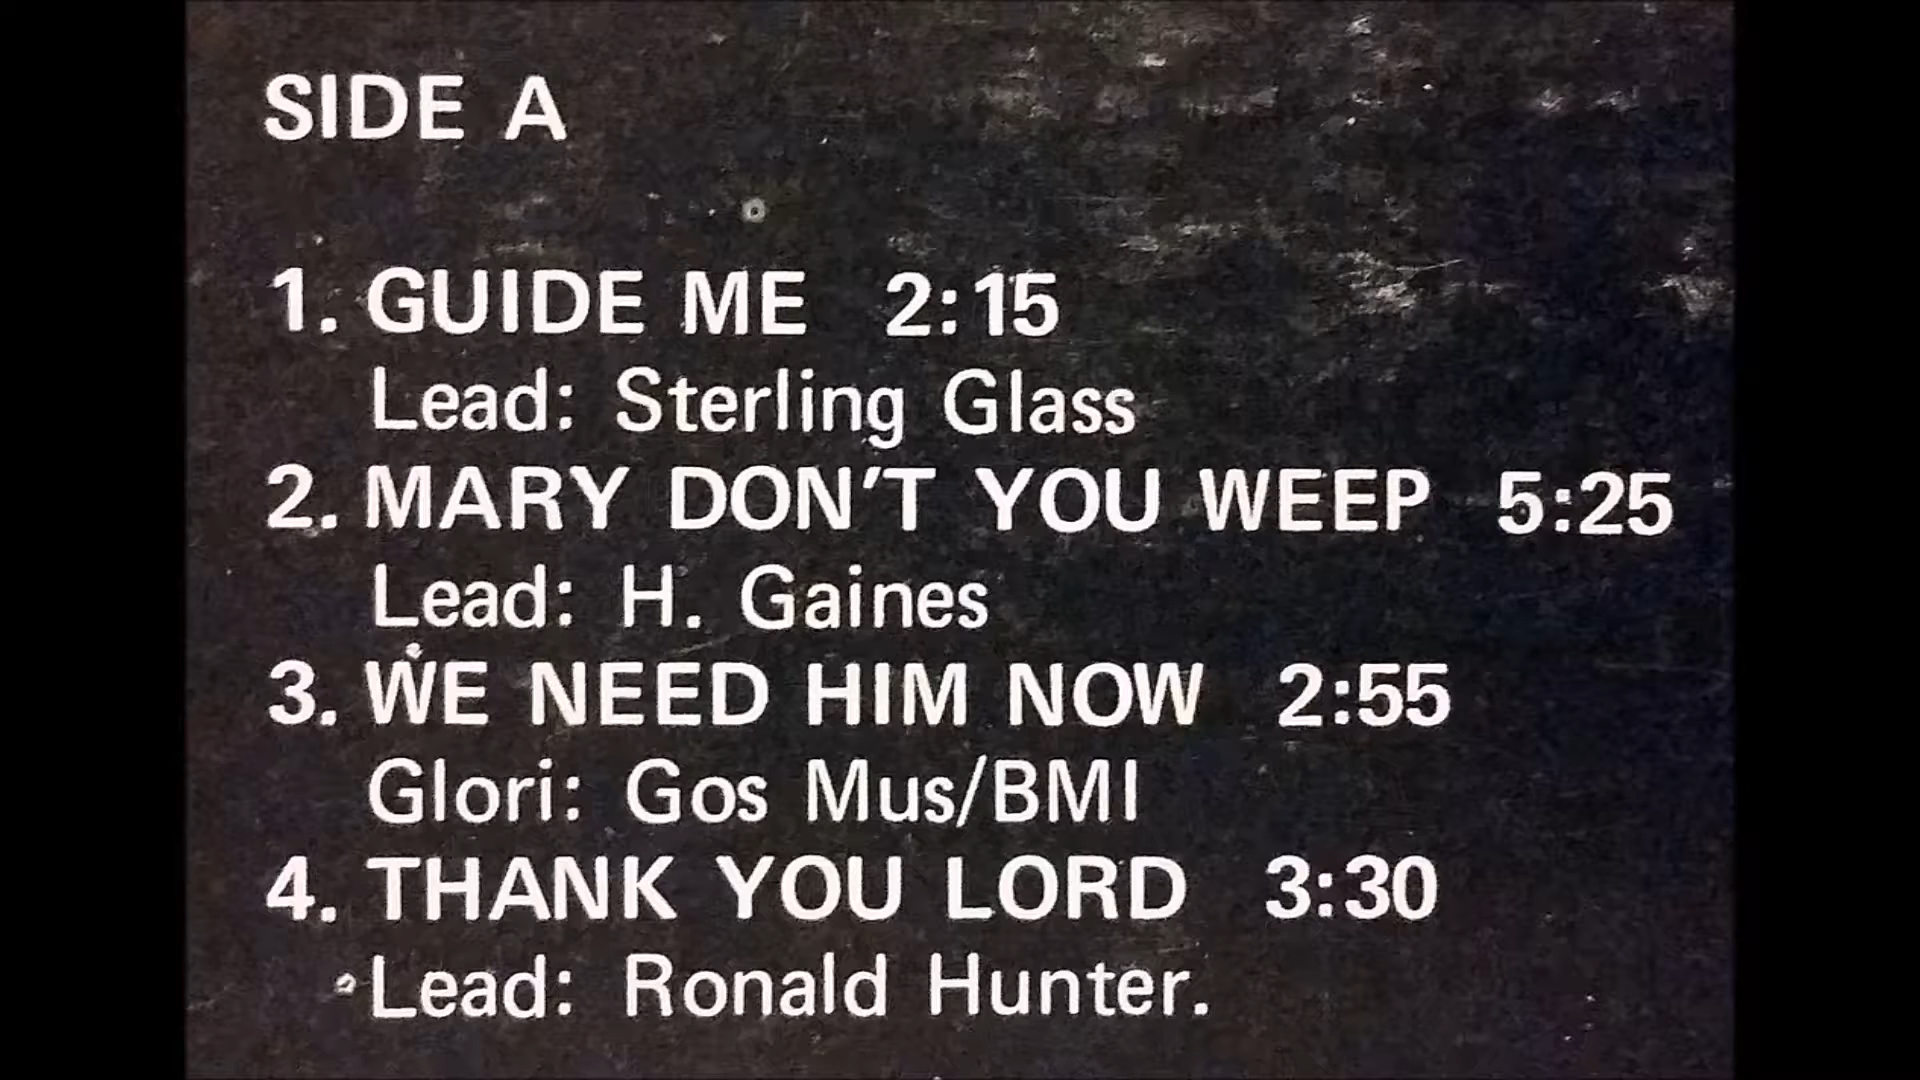 SIDE A
1. GUIDE ME 2:15
Lead: Sterling Glass
2. MARY DON'T YOU WEEP 5:25
Lead: H. Gaines
3. WE NEED HIM NOW 2:55
Glori: Gos Mus/BMI
4. THANK YOU LORD 3:30
Lead: Ronald Hunter.